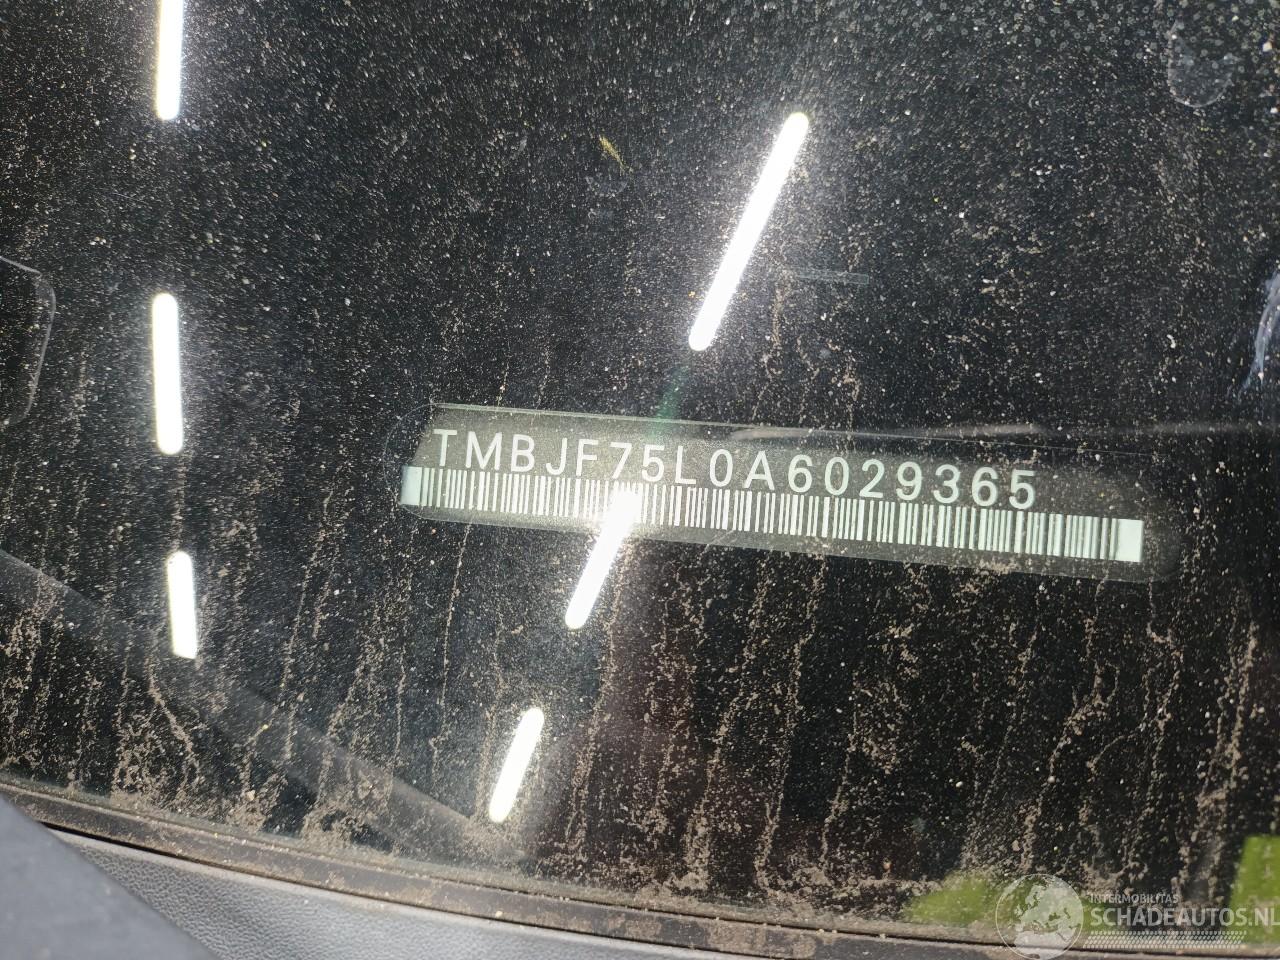 TMBJF75L0A6029365
INTERMOBILITAS
SCHADEAUTOS.NL